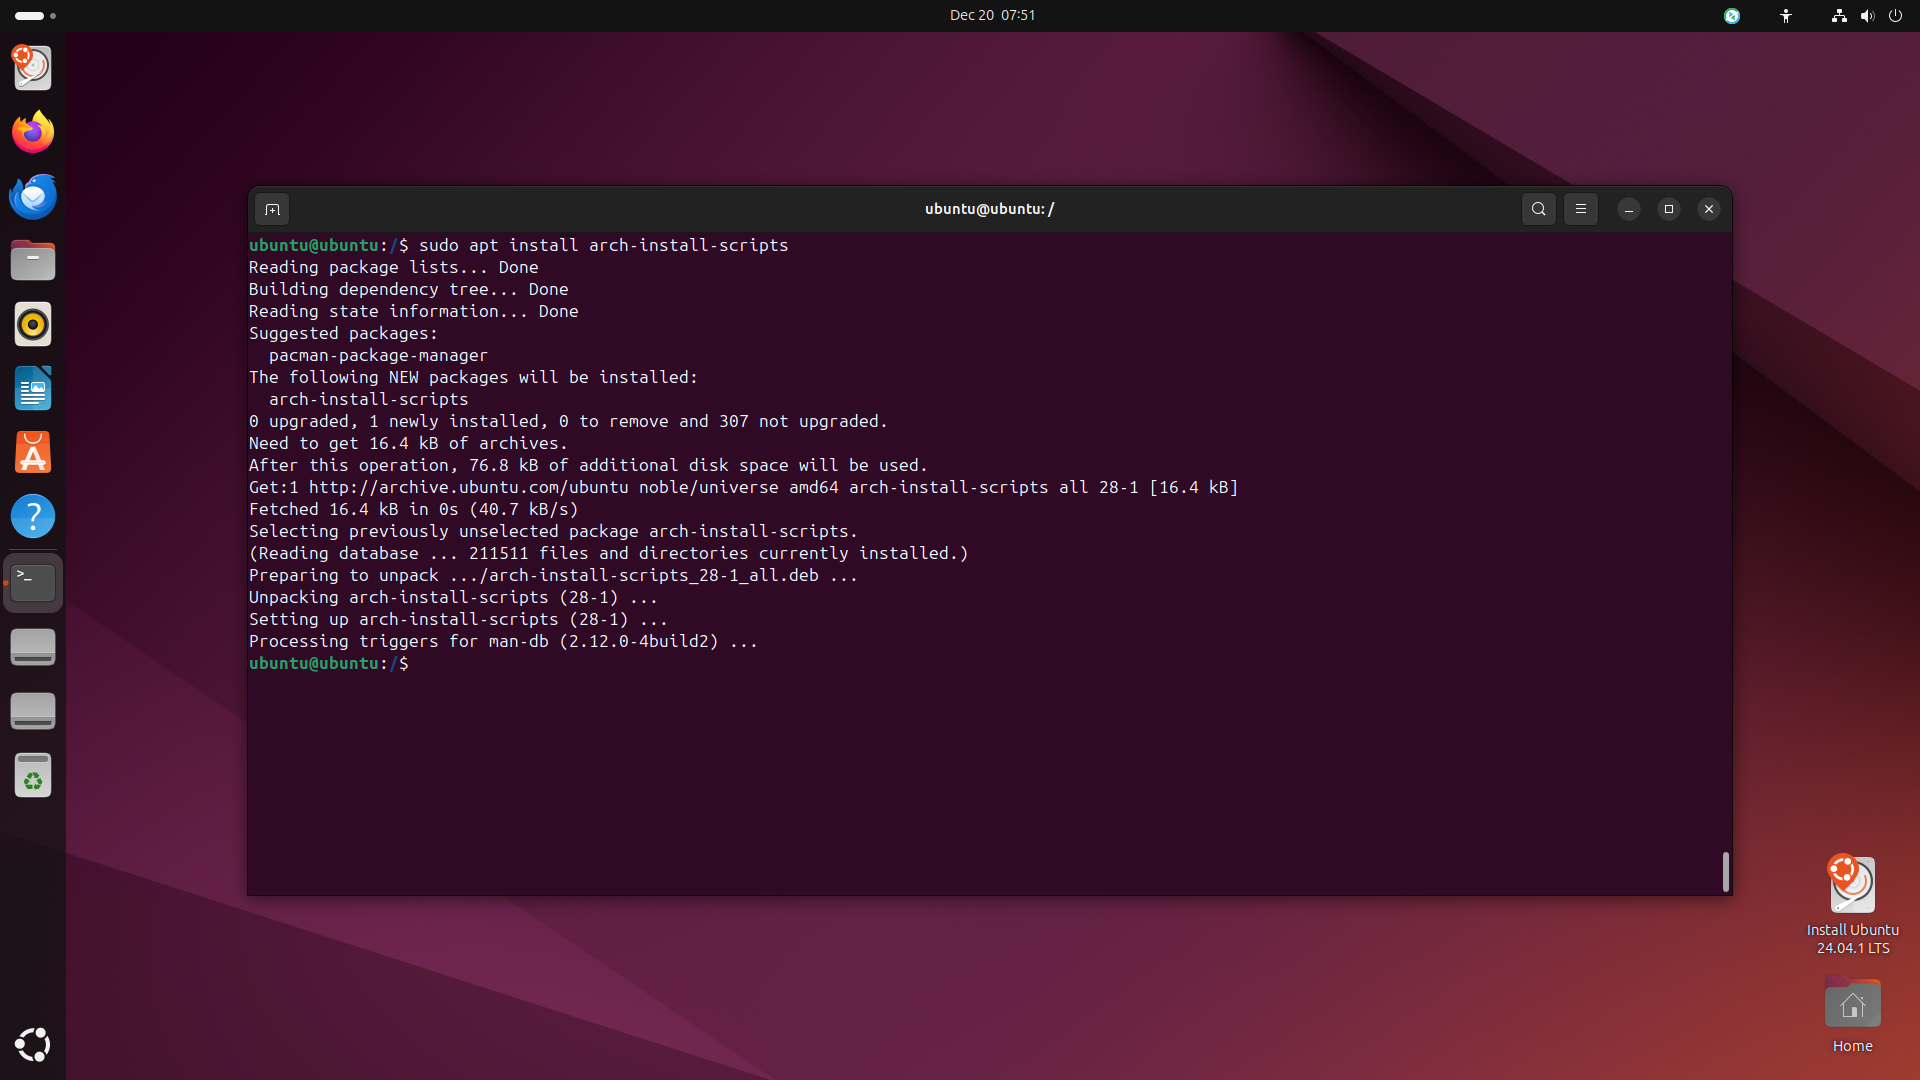 Dec 20 07:51
ubuntu@ubuntu: /
ubuntu@ubuntu:/$ sudo apt install arch-install-scripts
Reading package lists... Done
Building dependency tree... Done
Reading state information... Done
Suggested packages:
  pacman-package-manager
The following NEW packages will be installed:
  arch-install-scripts
0 upgraded, 1 newly installed, 0 to remove and 307 not upgraded.
Need to get 16.4 kB of archives.
After this operation, 76.8 kB of additional disk space will be used.
Get:1 http://archive.ubuntu.com/ubuntu noble/universe amd64 arch-install-scripts all 28-1 [16.4 kB]
Fetched 16.4 kB in 0s (40.7 kB/s)
Selecting previously unselected package arch-install-scripts.
(Reading database ... 211511 files and directories currently installed.)
Preparing to unpack .../arch-install-scripts_28-1_all.deb ...
Unpacking arch-install-scripts (28-1) ...
Setting up arch-install-scripts (28-1) ...
Processing triggers for man-db (2.12.0-4build2) ...
ubuntu@ubuntu:/$
Install Ubuntu
24.04.1 LTS
Home